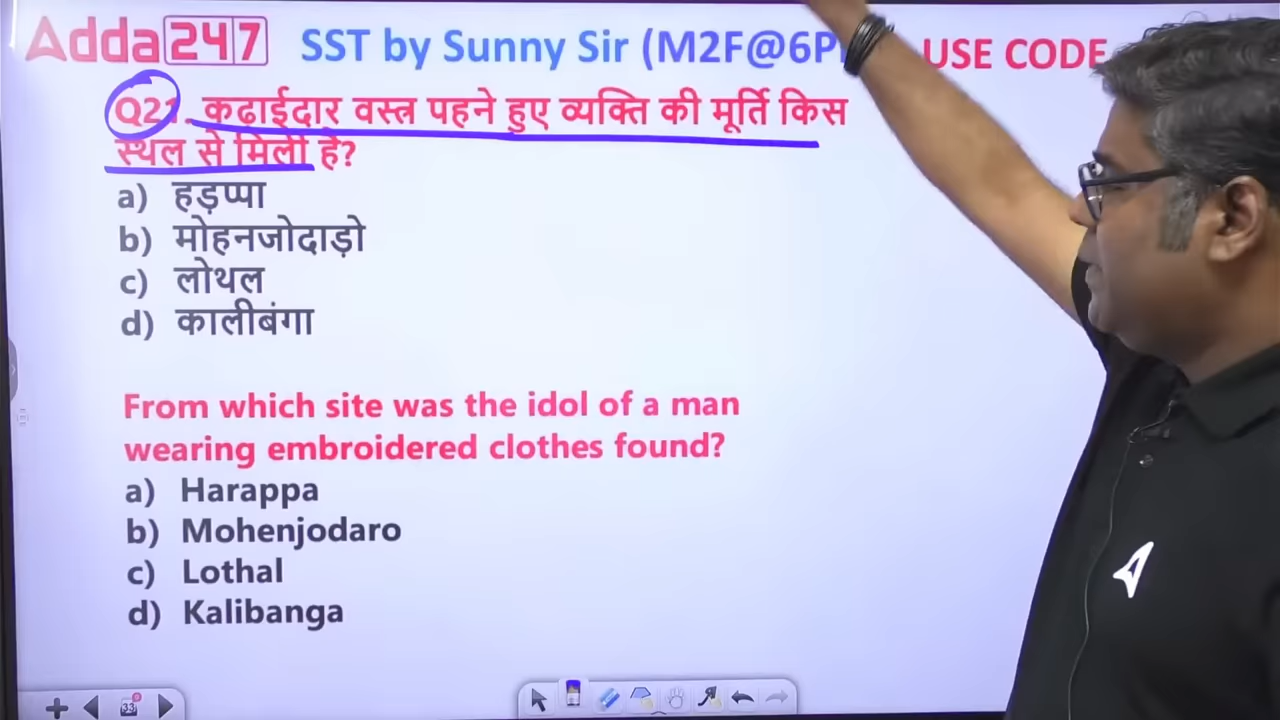 Adda247 SST by Sunny Sir (M2F@6P USE CODE
Q21. कढाईदार वस्त्र पहने हुए व्यक्ति की मूर्ति किस
स्थल से मिली है?
a) हड़प्पा
b) मोहनजोदाड़ो
c) लोथल
d) कालीबंगा
From which site was the idol of a man
wearing embroidered clothes found?
a) Harappa
b) Mohenjodaro
c) Lothal
d) Kalibanga
33